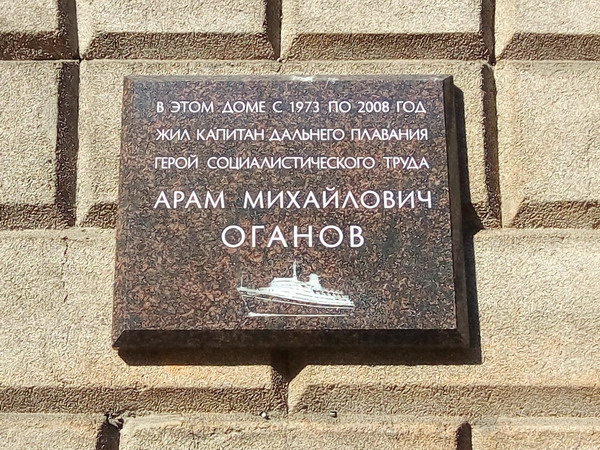 В ЭТОМ ДОМЕ С 1973 ПО 2008 ГОД
ЖИЛ КАПИТАН ДАЛЬНЕГО ПЛАВАНИЯ
ГЕРОЙ СОЦИАЛИСТИЧЕСКОГО ТРУДА
АРАМ МИХАЙЛОВИЧ
ОГАНОВ